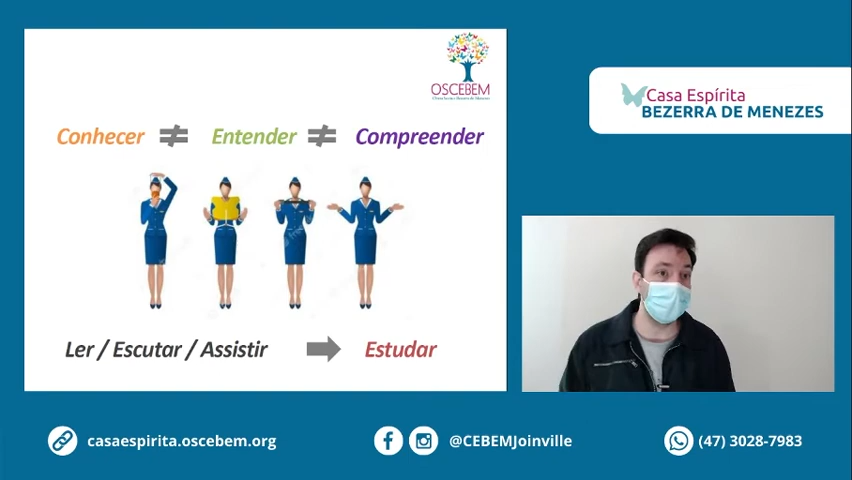 OSCEBEM
Conhecer ≠ Entender ≠ Compreender
Ler / Escutar / Assistir
Estudar
Casa Espírita
BEZERRA DE MENEZES
casaespirita.oscebem.org
@CEBEMJoinville
(47) 3028-7983